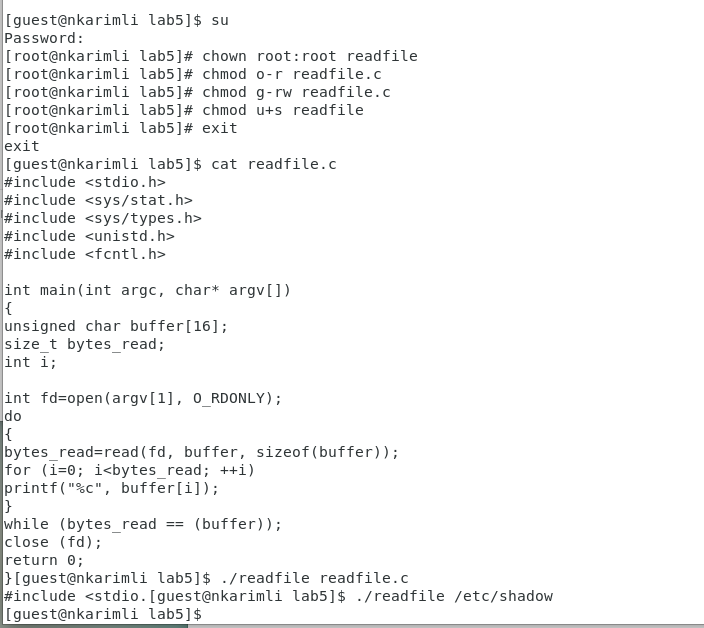 [guest@nkarimli lab5]$ su
Password:
[root@nkarimli lab5]# chown root:root readfile
[root@nkarimli lab5]# chmod o-r readfile.c
[root@nkarimli lab5]# chmod g-rw readfile.c
[root@nkarimli lab5]# chmod u+s readfile
[root@nkarimli lab5]# exit
exit
[guest@nkarimli lab5]$ cat readfile.c
#include <stdio.h>
#include <sys/stat.h>
#include <sys/types.h>
#include <unistd.h>
#include <fcntl.h>

int main(int argc, char* argv[])
{
unsigned char buffer[16];
size_t bytes_read;
int i;

int fd=open(argv[1], O_RDONLY);
do
{
bytes_read=read(fd, buffer, sizeof(buffer));
for (i=0; i<bytes_read; ++i)
printf("%c", buffer[i]);
}
while (bytes_read == (buffer));
close (fd);
return 0;
}[guest@nkarimli lab5]$ ./readfile readfile.c
#include <stdio.[guest@nkarimli lab5]$ ./readfile /etc/shadow
[guest@nkarimli lab5]$